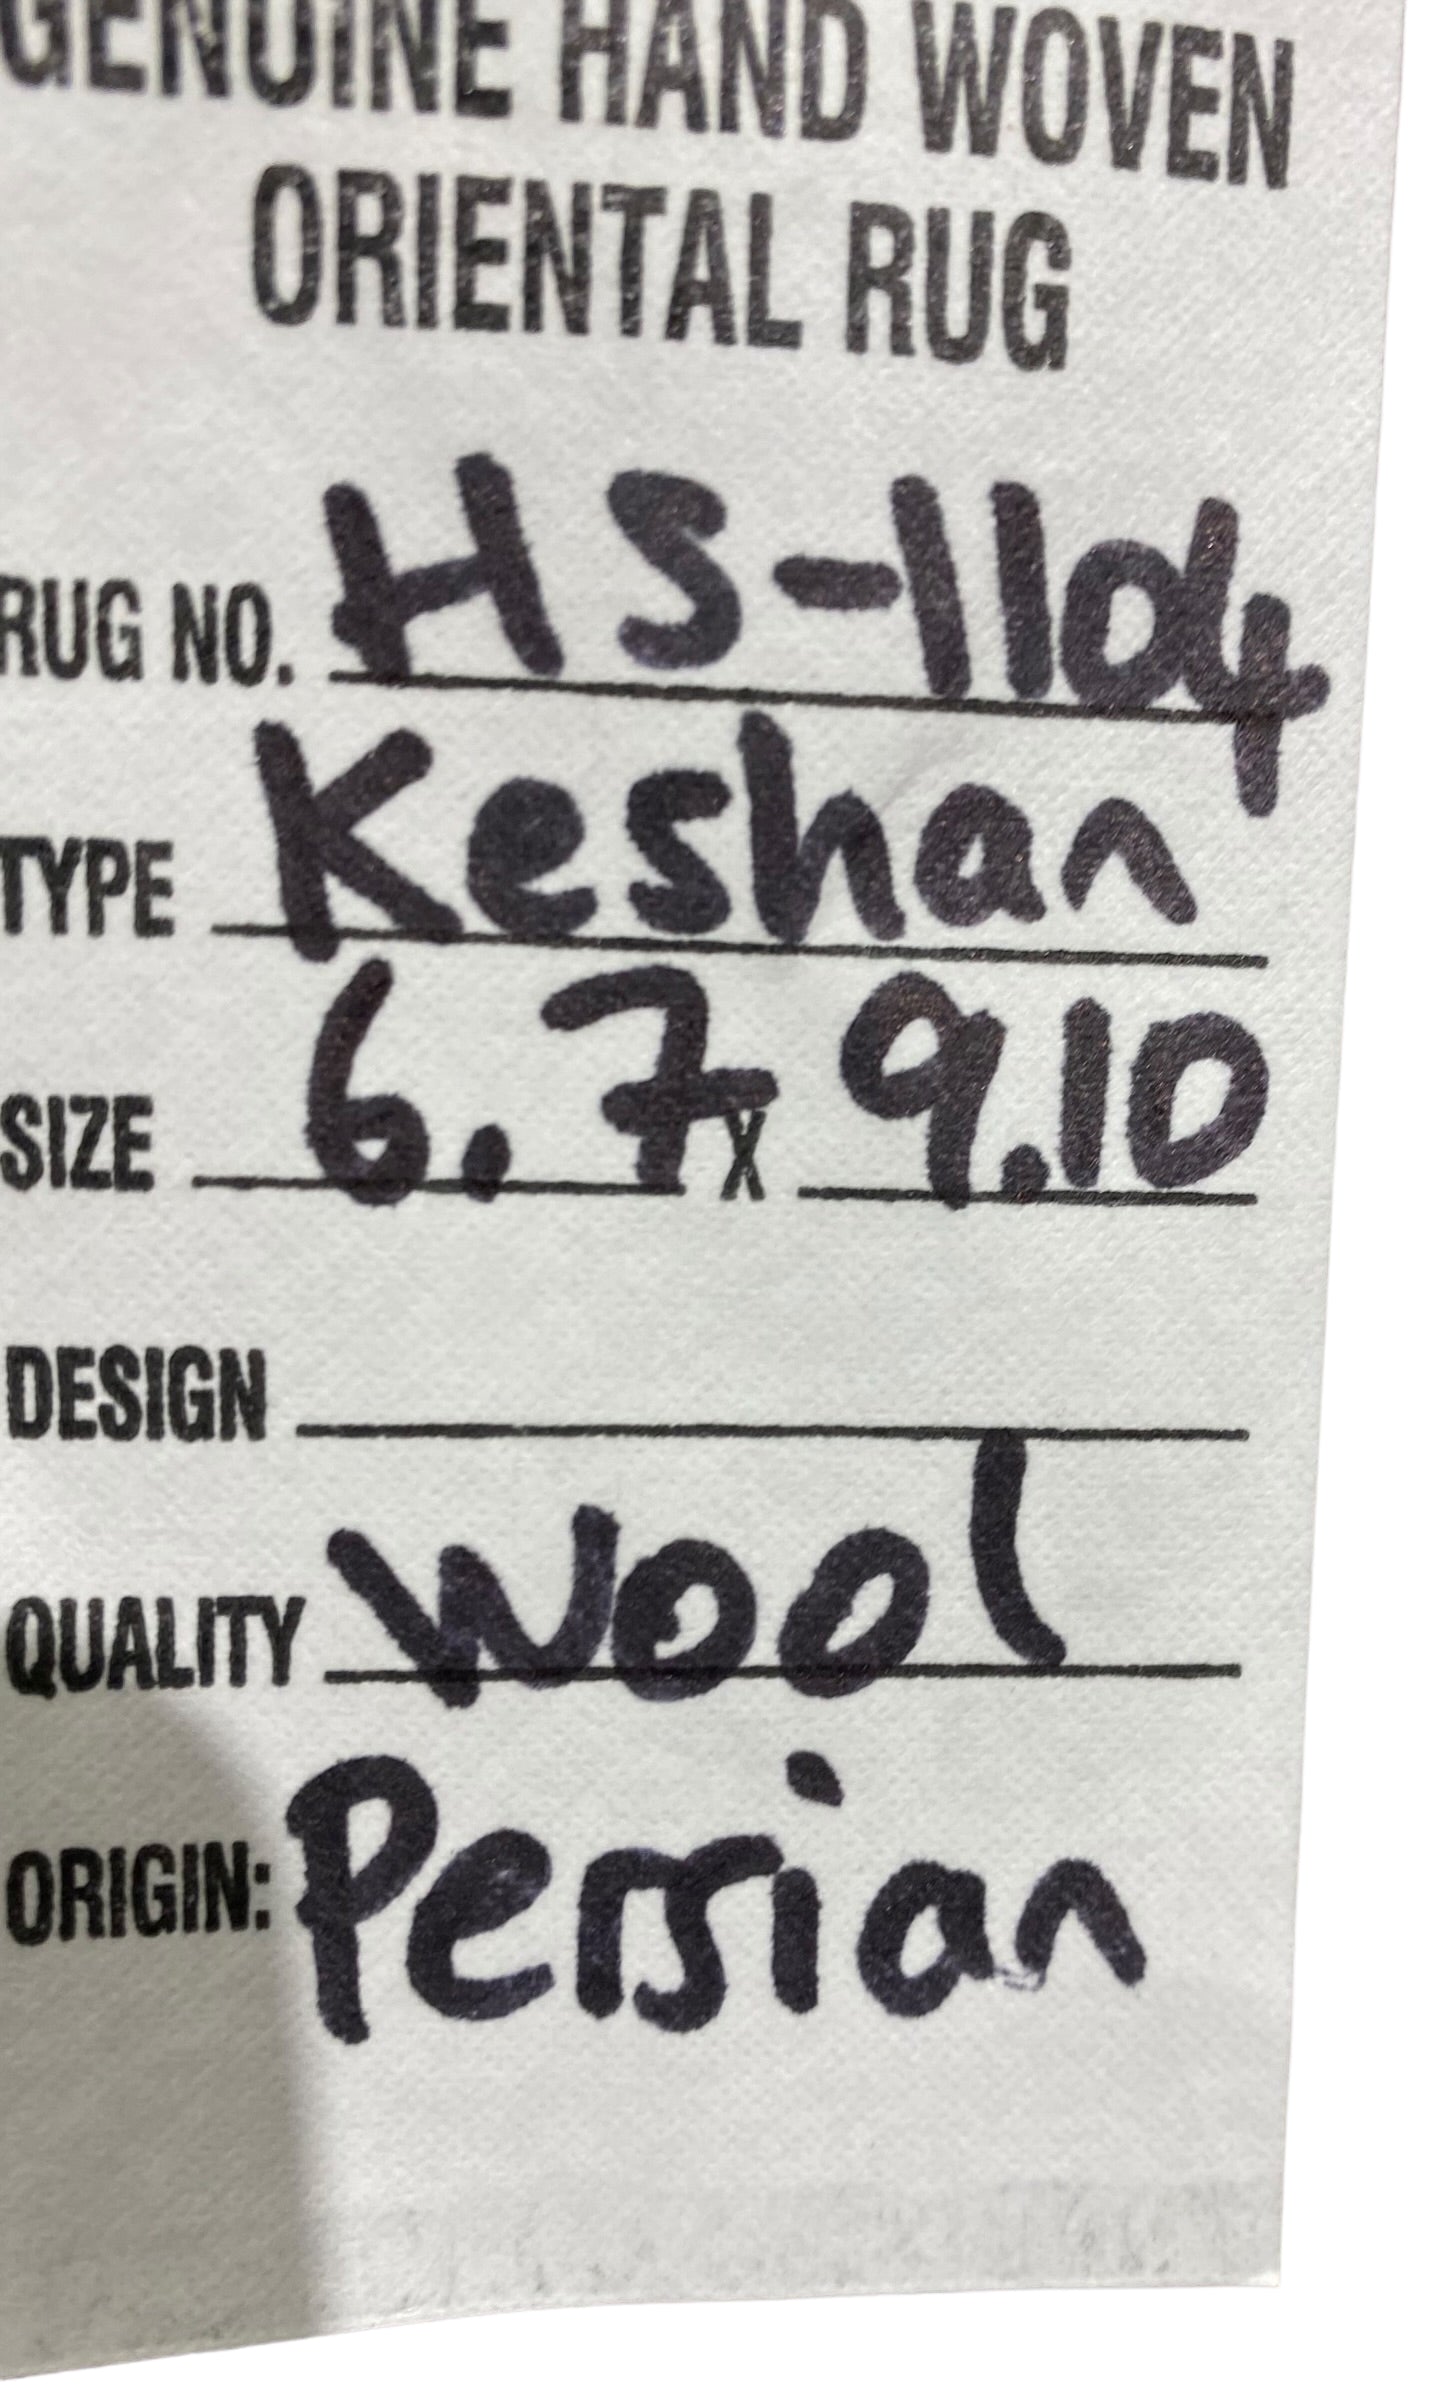 GENUINE HAND WOVEN
ORIENTAL RUG
RUG NO. HS-1104
TYPE Keshan
SIZE 6.7 X 9.10
DESIGN
QUALITY Wool
ORIGIN: Persian